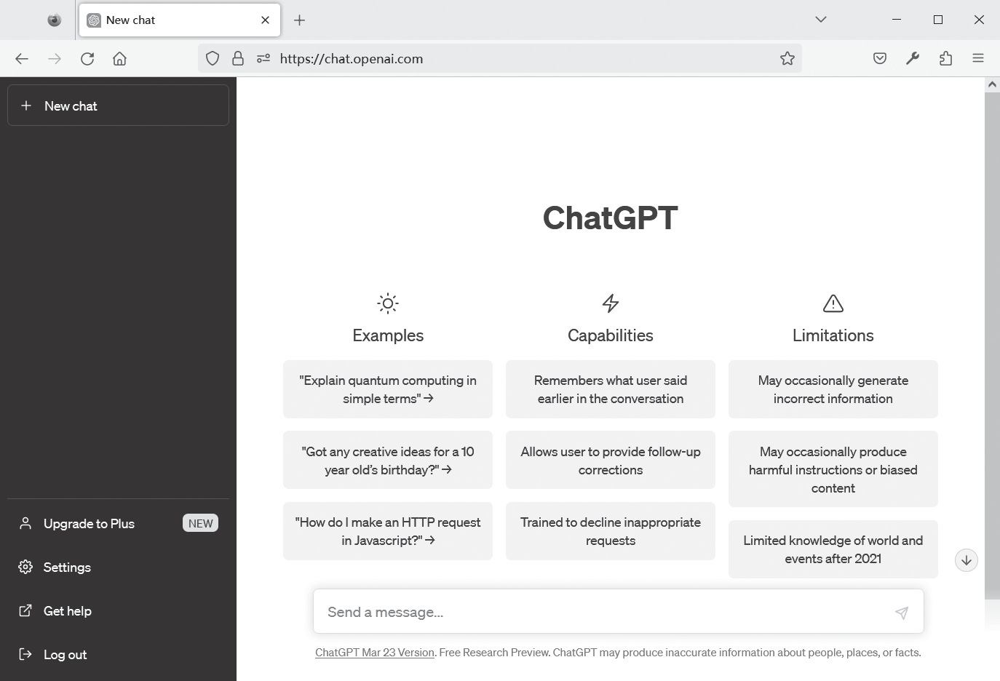 New chat
https://chat.openai.com
New chat
Upgrade to Plus
NEW
Settings
Get help
Log out
ChatGPT
Examples
"Explain quantum computing in
simple terms" →
"Got any creative ideas for a 10
year old’s birthday?" →
"How do I make an HTTP request
in Javascript?" →
Capabilities
Remembers what user said
earlier in the conversation
Allows user to provide follow-up
corrections
Trained to decline inappropriate
requests
Limitations
May occasionally generate
incorrect information
May occasionally produce
harmful instructions or biased
content
Limited knowledge of world and
events after 2021
Send a message...
ChatGPT Mar 23 Version. Free Research Preview. ChatGPT may produce inaccurate information about people, places, or facts.